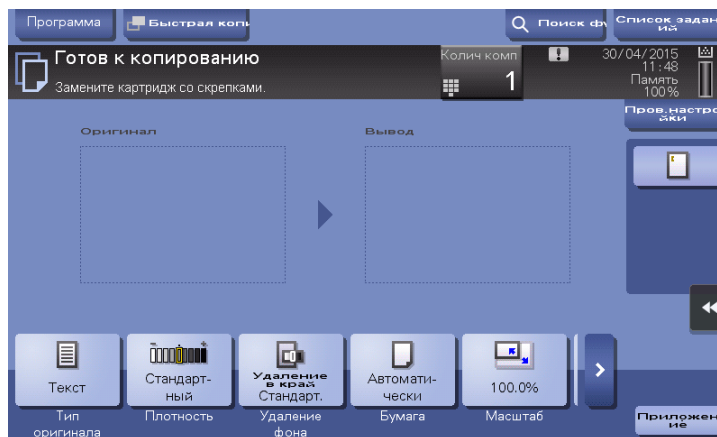 Программа
Быстрая копи
Поиск фу
Список задан
ий
Готов к копированию
Замените картридж со скрепками.
Колич комп
1
30/04/2015
11:48
Память
100%
Пров.настро
йки
Оригинал
Вывод
Текст
Стандарт-
ный
Удаление
в край
Стандарт.
Автомати-
чески
100.0%
Тип
оригинала
Плотность
Удаление
фона
Бумага
Масштаб
Приложен
ие